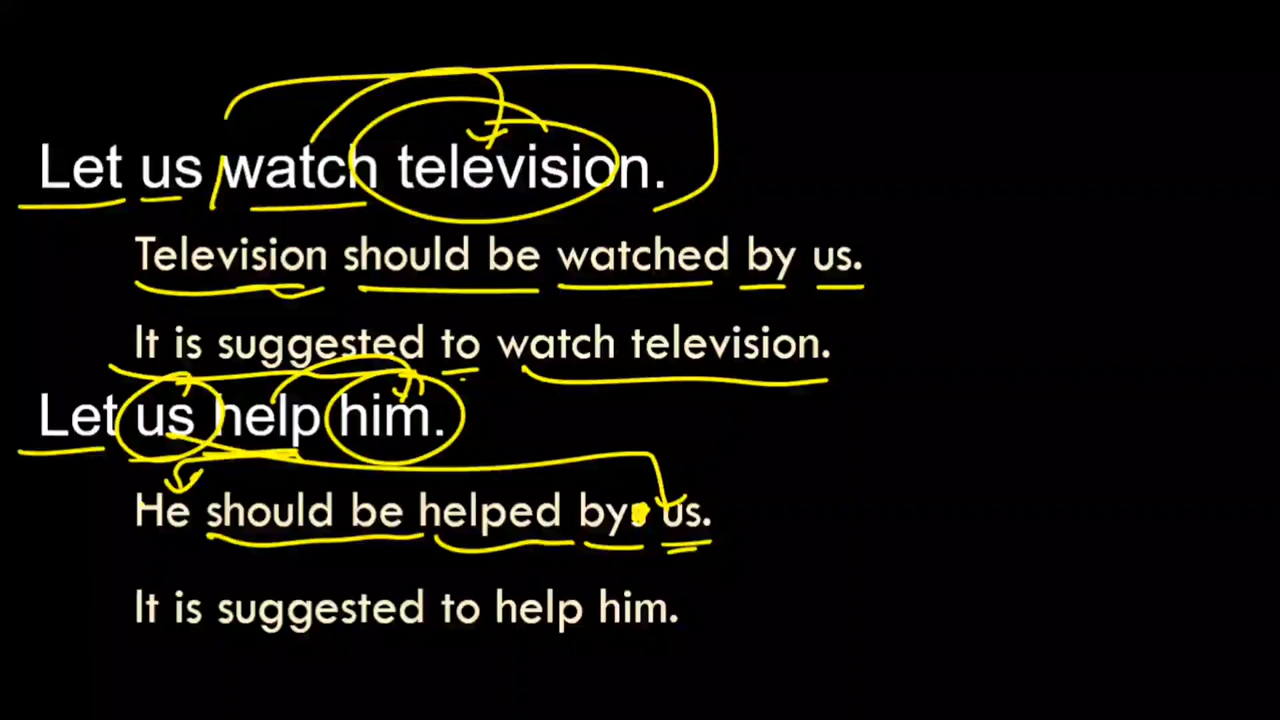 Let us watch television.
Television should be watched by us.
It is suggested to watch television.
Let us help him.
He should be helped by us.
It is suggested to help him.